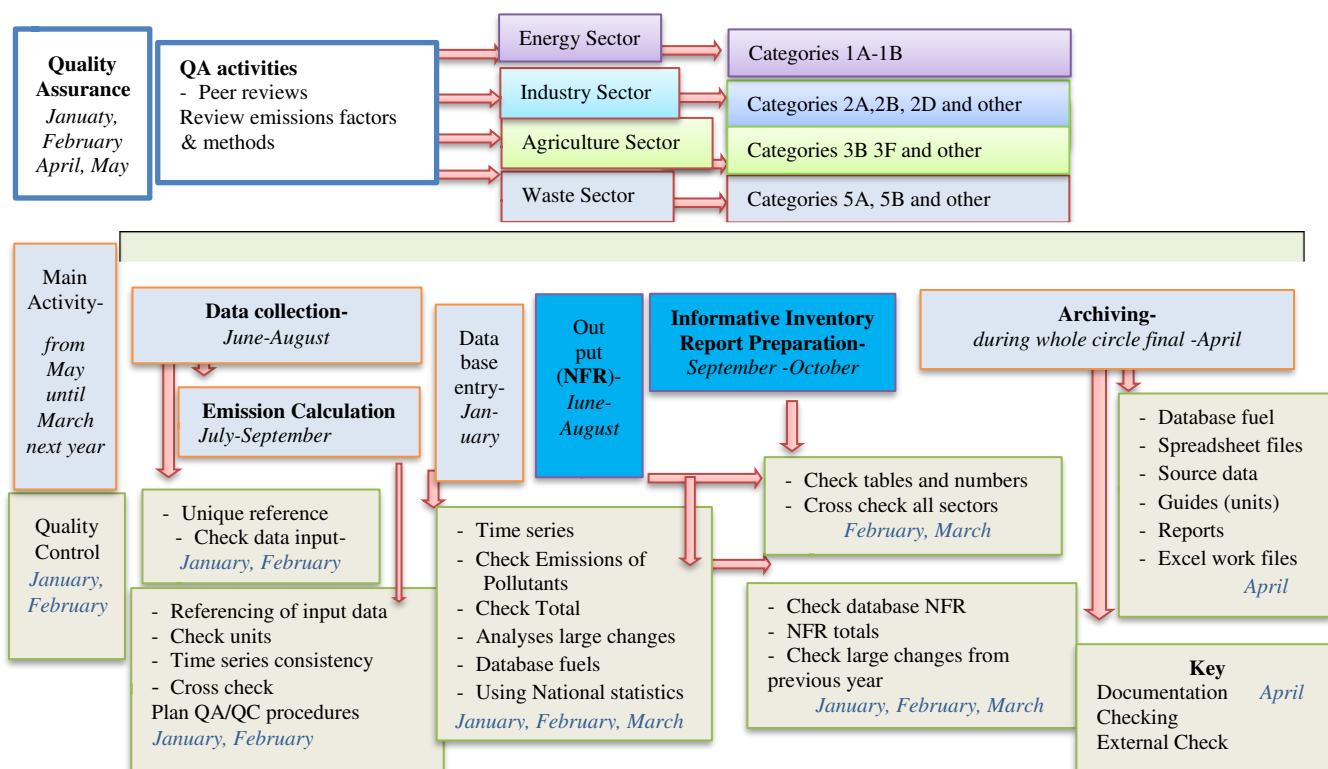 Quality
Assurance
Januaty,
February
April, May
QA activities
- Peer reviews
Review emissions factors
& methods
Energy Sector
Categories 1A-1B
Industry Sector
Categories 2A,2B, 2D and other
Agriculture Sector
Categories 3B 3F and other
Waste Sector
Categories 5A, 5B and other
Main
Activity-
from
May
until
March
next year
Data collection-
June-August
Emission Calculation
July-September
Data
base
entry-
Jan-
uary
Out
put
(NFR)-
Iune-
August
Informative Inventory
Report Preparation-
September -October
Archiving-
during whole circle final -April
Quality
Control
January,
February
- Unique reference
- Check data input-
January, February
- Referencing of input data
- Check units
- Time series consistency
- Cross check
Plan QA/QC procedures
January, February
- Time series
- Check Emissions of
Pollutants
- Check Total
- Analyses large changes
- Database fuels
- Using National statistics
January, February, March
- Check tables and numbers
- Cross check all sectors
February, March
- Check database NFR
- NFR totals
- Check large changes from
previous year
January, February, March
- Database fuel
- Spreadsheet files
- Source data
- Guides (units)
- Reports
- Excel work files
April
Key
Documentation April
Checking
External Check